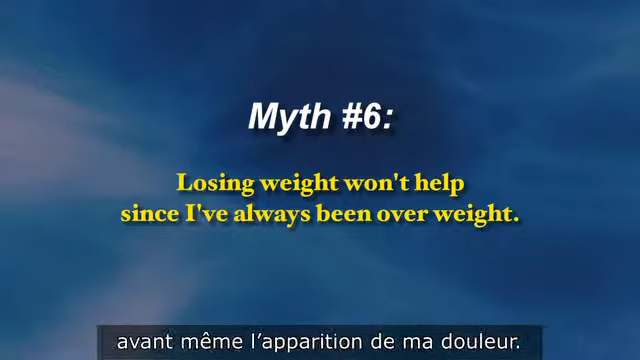 Myth #6:
Losing weight won't help
since I've always been over weight.
avant même l’apparition de ma douleur.